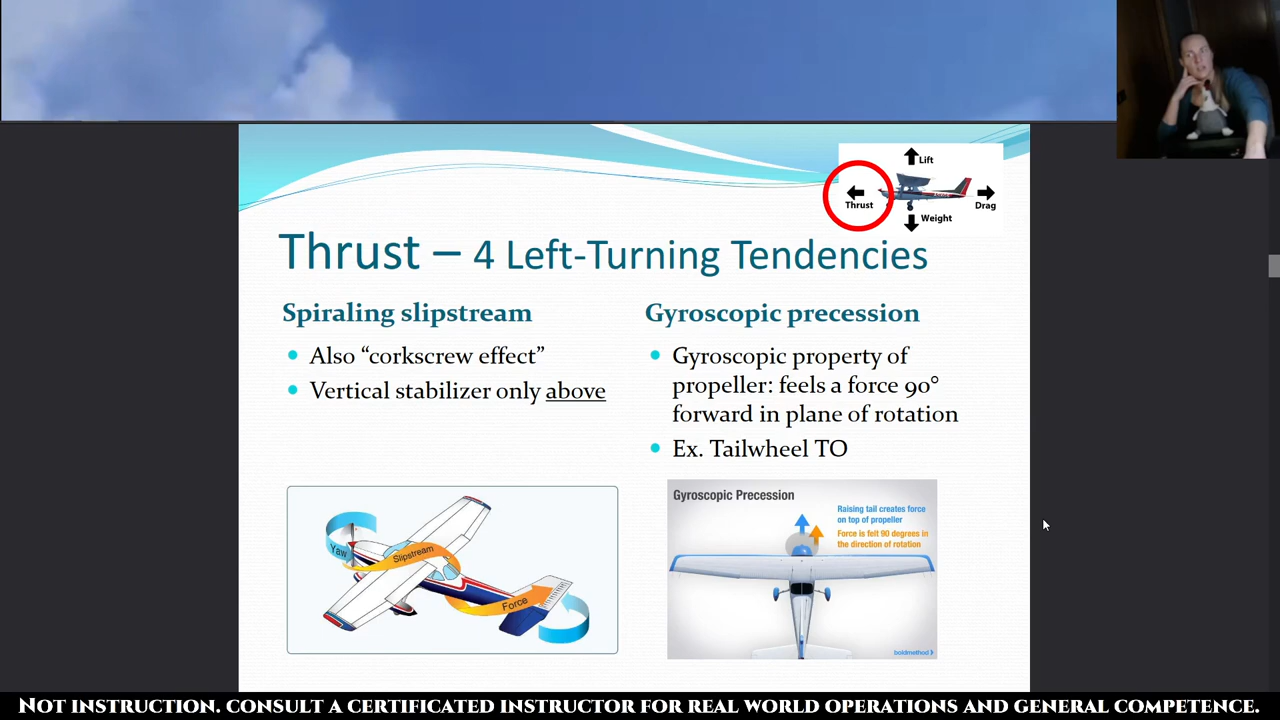 Lift
Thrust
Drag
Weight
Thrust – 4 Left-Turning Tendencies
Spiraling slipstream
Also “corkscrew effect”
Vertical stabilizer only above
Yaw
Slipstream
Force
Gyroscopic precession
Gyroscopic property of
propeller: feels a force 90°
forward in plane of rotation
Ex. Tailwheel TO
Gyroscopic Precession
Raising tail creates force
on top of propeller
Force is felt 90 degrees in
the direction of rotation
boldmethod
Not instruction. consult a certificated instructor for real world operations and general competence.